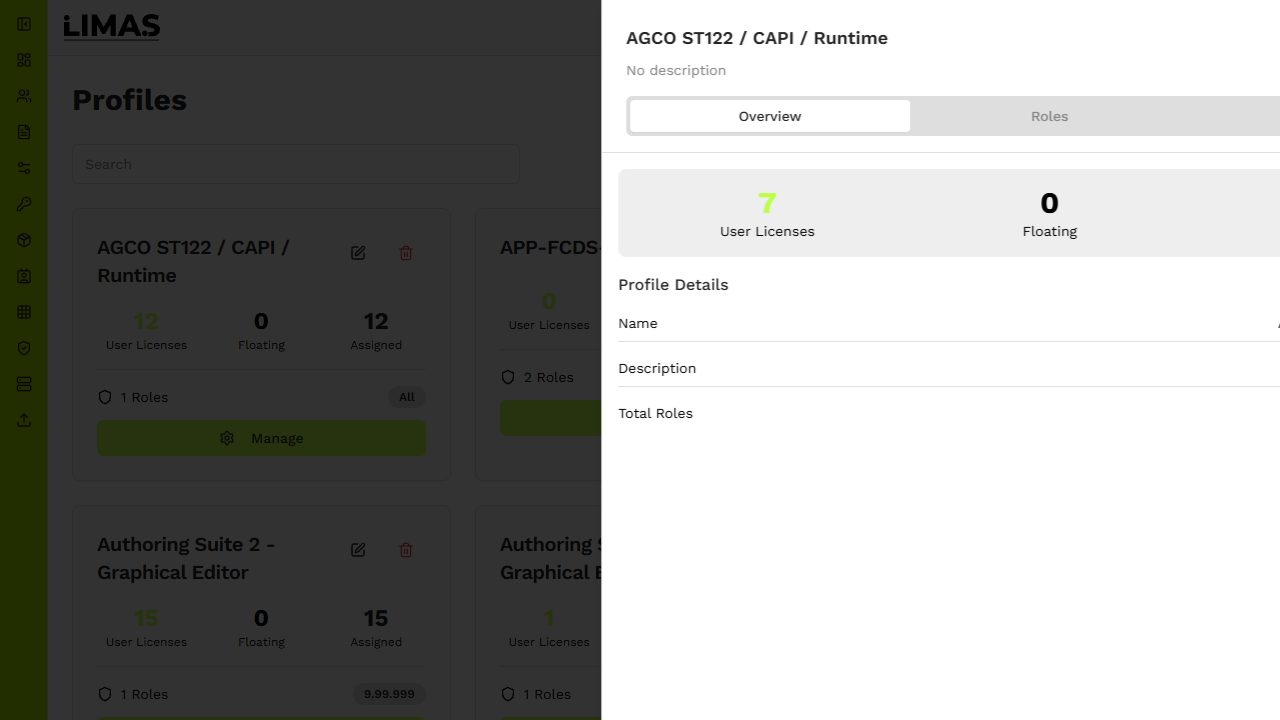 LIMAS
Profiles
Search
AGCO ST122 / CAPI /
Runtime
12
User Licenses
0
Floating
12
Assigned
1 Roles
All
Manage
APP-FCDS-
0
User Licenses
2 Roles
Authoring Suite 2 -
Graphical Editor
15
User Licenses
0
Floating
15
Assigned
1 Roles
9.99.999
Authoring
Graphical
1
User Licenses
1 Roles
AGCO ST122 / CAPI / Runtime
No description
Overview
Roles
7
User Licenses
0
Floating
Profile Details
Name
Description
Total Roles